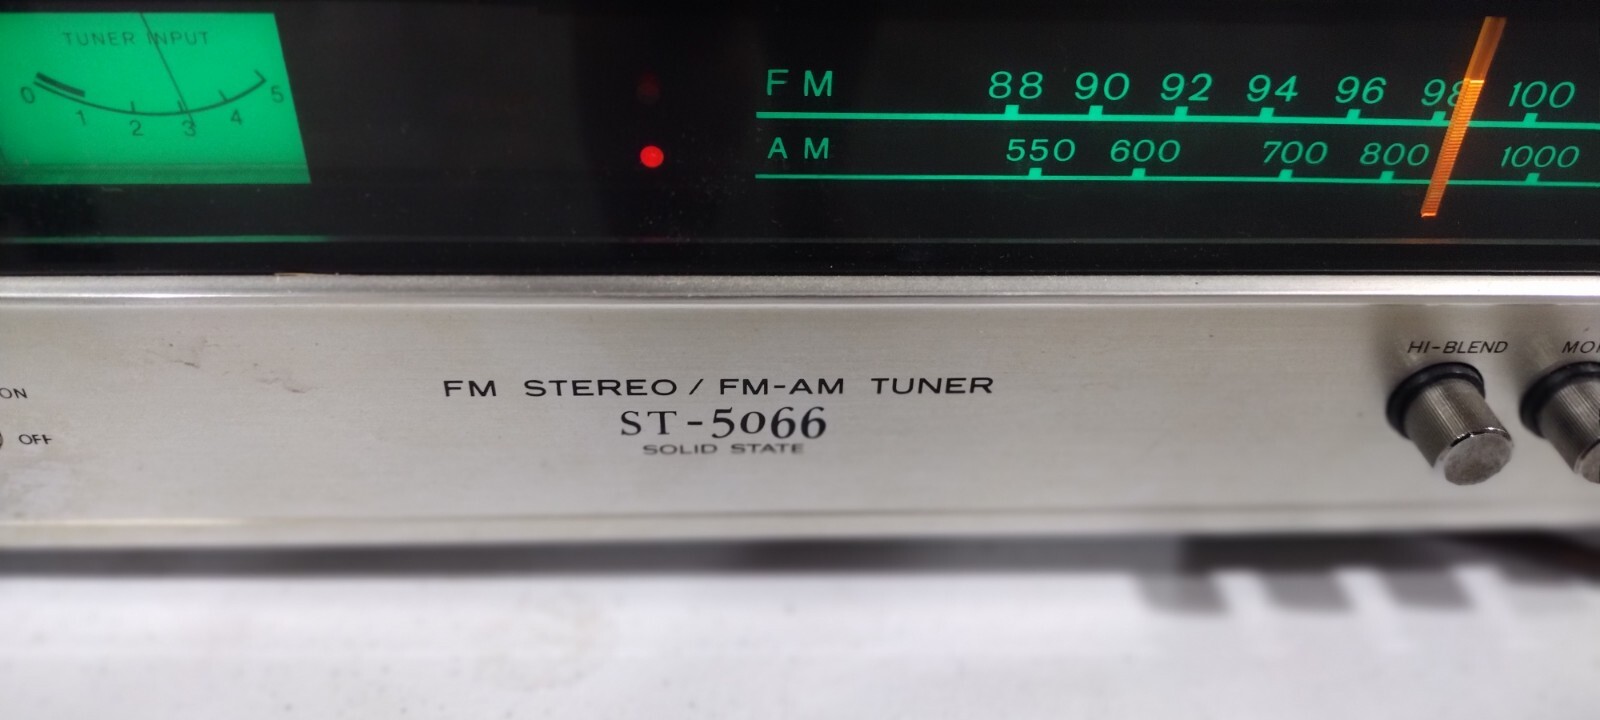 TUNER INPUT
0 1 2 3 4 5
FM 88 90 92 94 96 98 100
AM 550 600 700 800 1000
HI-BLEND
ON
OFF
FM STEREO / FM-AM TUNER
ST-5066
SOLID STATE